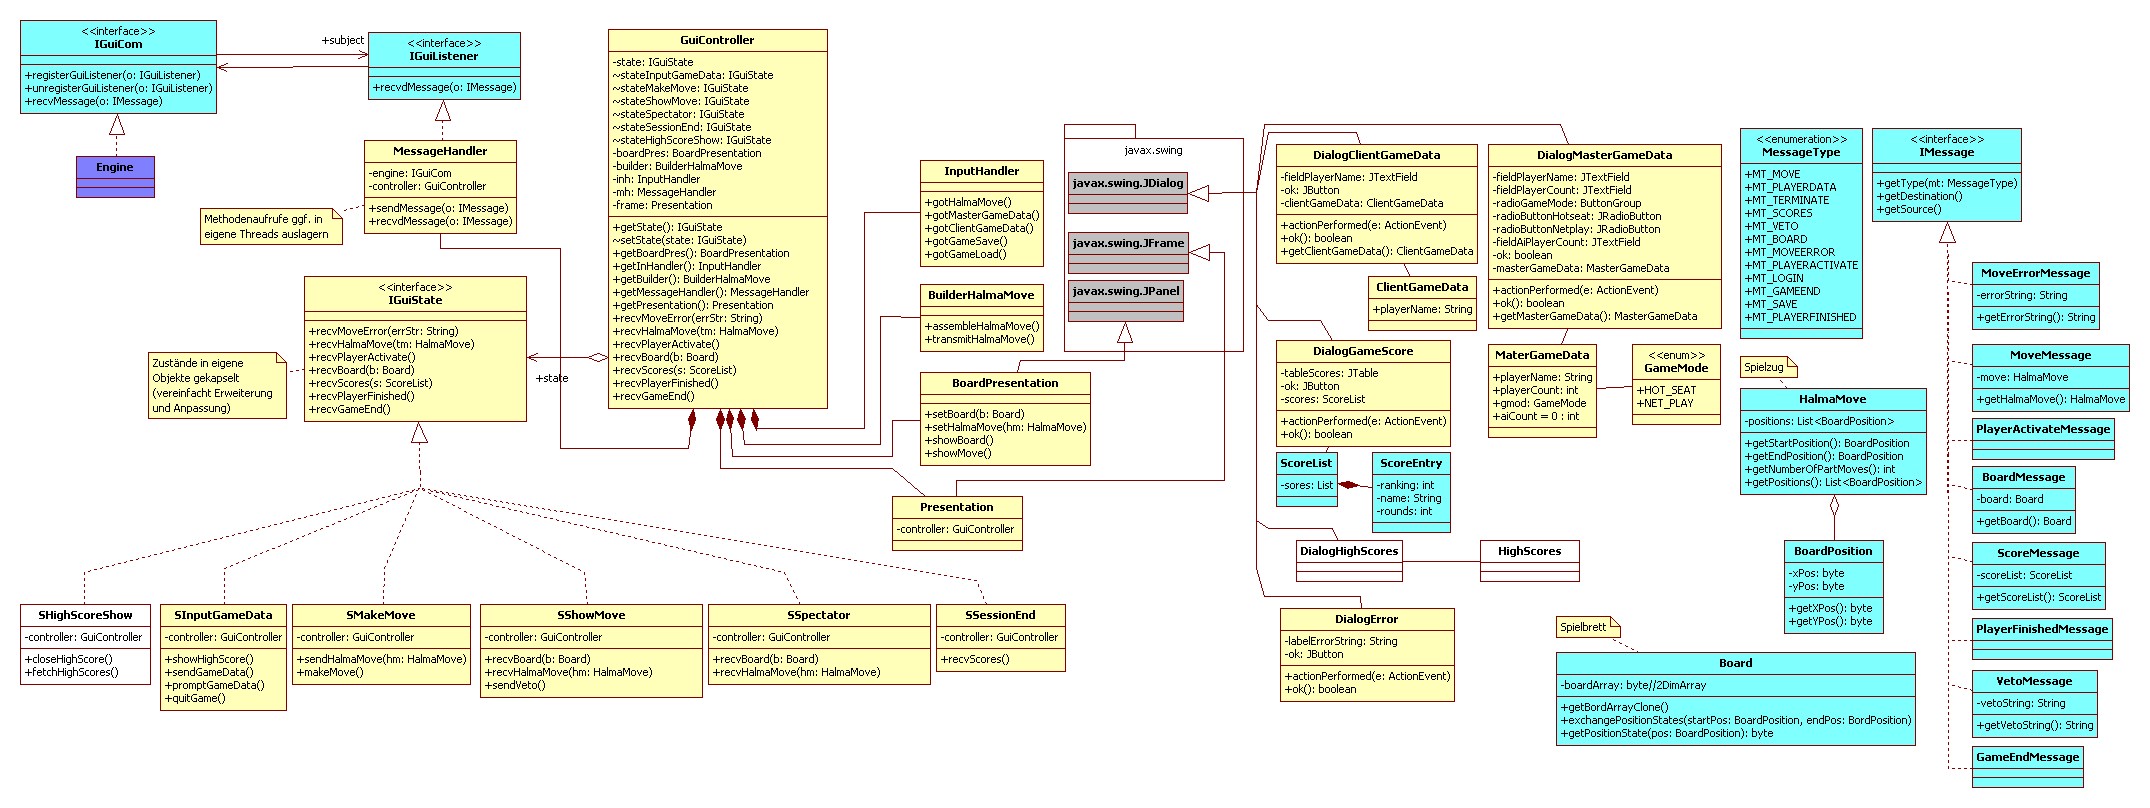 <<interface>>
IGuiCom
+registerGuiListener(o: IGuiListener)
+unregisterGuiListener(o: IGuiListener)
+recvMessage(o: IMessage)
+subject
<<interface>>
IGuiListener
+recvdMessage(o: IMessage)
Engine
MessageHandler
-engine: IGuiCom
-controller: GuiController
+sendMessage(o: IMessage)
+recvdMessage(o: IMessage)
Methodenaufrufe ggf. in
eigene Threads auslagern
<<interface>>
IGuiState
+recvMoveError(errStr: String)
+recvHalmaMove(tm: HalmaMove)
+recvPlayerActivate()
+recvBoard(b: Board)
+recvScores(s: ScoreList)
+recvPlayerFinished()
+recvGameEnd()
Zustände in eigene
Objekte gekapselt
(vereinfacht Erweiterung
und Anpassung)
+state
GuiController
-state: IGuiState
~stateInputGameData: IGuiState
~stateMakeMove: IGuiState
~stateShowMove: IGuiState
~stateSpectator: IGuiState
~stateSessionEnd: IGuiState
~stateHighScoreShow: IGuiState
-boardPres: BoardPresentation
-builder: BuilderHalmaMove
-inh: InputHandler
-mh: MessageHandler
-frame: Presentation
+getState(): IGuiState
~setState(state: IGuiState)
+getBoardPres(): BoardPresentation
+getInHandler(): InputHandler
+getBuilder(): BuilderHalmaMove
+getMessageHandler(): MessageHandler
+getPresentation(): Presentation
+recvMoveError(errStr: String)
+recvHalmaMove(tm: HalmaMove)
+recvPlayerActivate()
+recvBoard(b: Board)
+recvScores(s: ScoreList)
+recvPlayerFinished()
+recvGameEnd()
InputHandler
+gotHalmaMove()
+gotMasterGameData()
+gotClientGameData()
+gotGameSave()
+gotGameLoad()
BuilderHalmaMove
+assembleHalmaMove()
+transmitHalmaMove()
BoardPresentation
+setBoard(b: Board)
+setHalmaMove(hm: HalmaMove)
+showBoard()
+showMove()
Presentation
-controller: GuiController
javax.swing
javax.swing.JDialog
javax.swing.JFrame
javax.swing.JPanel
SHighScoreShow
-controller: GuiController
+closeHighScore()
+fetchHighScores()
SInputGameData
-controller: GuiController
+showHighScore()
+sendGameData()
+promptGameData()
+quitGame()
SMakeMove
-controller: GuiController
+sendHalmaMove(hm: HalmaMove)
+makeMove()
SShowMove
-controller: GuiController
+recvBoard(b: Board)
+recvHalmaMove(hm: HalmaMove)
+sendVeto()
SSpectator
-controller: GuiController
+recvBoard(b: Board)
+recvHalmaMove(hm: HalmaMove)
SSessionEnd
-controller: GuiController
+recvScores()
DialogClientGameData
-fieldPlayerName: JTextField
-ok: JButton
-clientGameData: ClientGameData
+actionPerformed(e: ActionEvent)
+ok(): boolean
+getClientGameData(): ClientGameData
ClientGameData
+playerName: String
DialogMasterGameData
-fieldPlayerName: JTextField
-fieldPlayerCount: JTextField
-radioGameMode: ButtonGroup
-radioButtonHotseat: JRadioButton
-radioButtonNetplay: JRadioButton
-fieldAiPlayerCount: JTextField
-ok: boolean
-masterGameData: MasterGameData
+actionPerformed(e: ActionEvent)
+ok(): boolean
+getMasterGameData(): MasterGameData
MaterGameData
+playerName: String
+playerCount: int
+gmod: GameMode
+aiCount = 0 : int
<<enum>>
GameMode
+HOT_SEAT
+NET_PLAY
DialogGameScore
-tableScores: JTable
-ok: JButton
-scores: ScoreList
+actionPerformed(e: ActionEvent)
+ok(): boolean
ScoreList
-sores: List
ScoreEntry
-ranking: int
-name: String
-rounds: int
DialogHighScores
HighScores
DialogError
-labelErrorString: String
-ok: JButton
+actionPerformed(e: ActionEvent)
+ok(): boolean
<<enumeration>>
MessageType
+MT_MOVE
+MT_PLAYERDATA
+MT_TERMINATE
+MT_SCORES
+MT_VETO
+MT_BOARD
+MT_MOVEERROR
+MT_PLAYERACTIVATE
+MT_LOGIN
+MT_GAMEEND
+MT_SAVE
+MT_PLAYERFINISHED
<<interface>>
IMessage
+getType(mt: MessageType)
+getDestination()
+getSource()
Spielzug
HalmaMove
-positions: List<BoardPosition>
+getStartPosition(): BoardPosition
+getEndPosition(): BoardPosition
+getNumberOfPartMoves(): int
+getPositions(): List<BoardPosition>
BoardPosition
-xPos: byte
-yPos: byte
+getXPos(): byte
+getYPos(): byte
Spielbrett
Board
-boardArray: byte//2DimArray
+getBordArrayClone()
+exchangePositionStates(startPos: BoardPosition, endPos: BordPosition)
+getPositionState(pos: BoardPosition): byte
MoveErrorMessage
-errorString: String
+getErrorString(): String
MoveMessage
-move: HalmaMove
+getHalmaMove(): HalmaMove
PlayerActivateMessage
BoardMessage
-board: Board
+getBoard(): Board
ScoreMessage
-scoreList: ScoreList
+getScoreList(): ScoreList
PlayerFinishedMessage
VetoMessage
-vetoString: String
+getVetoString(): String
GameEndMessage